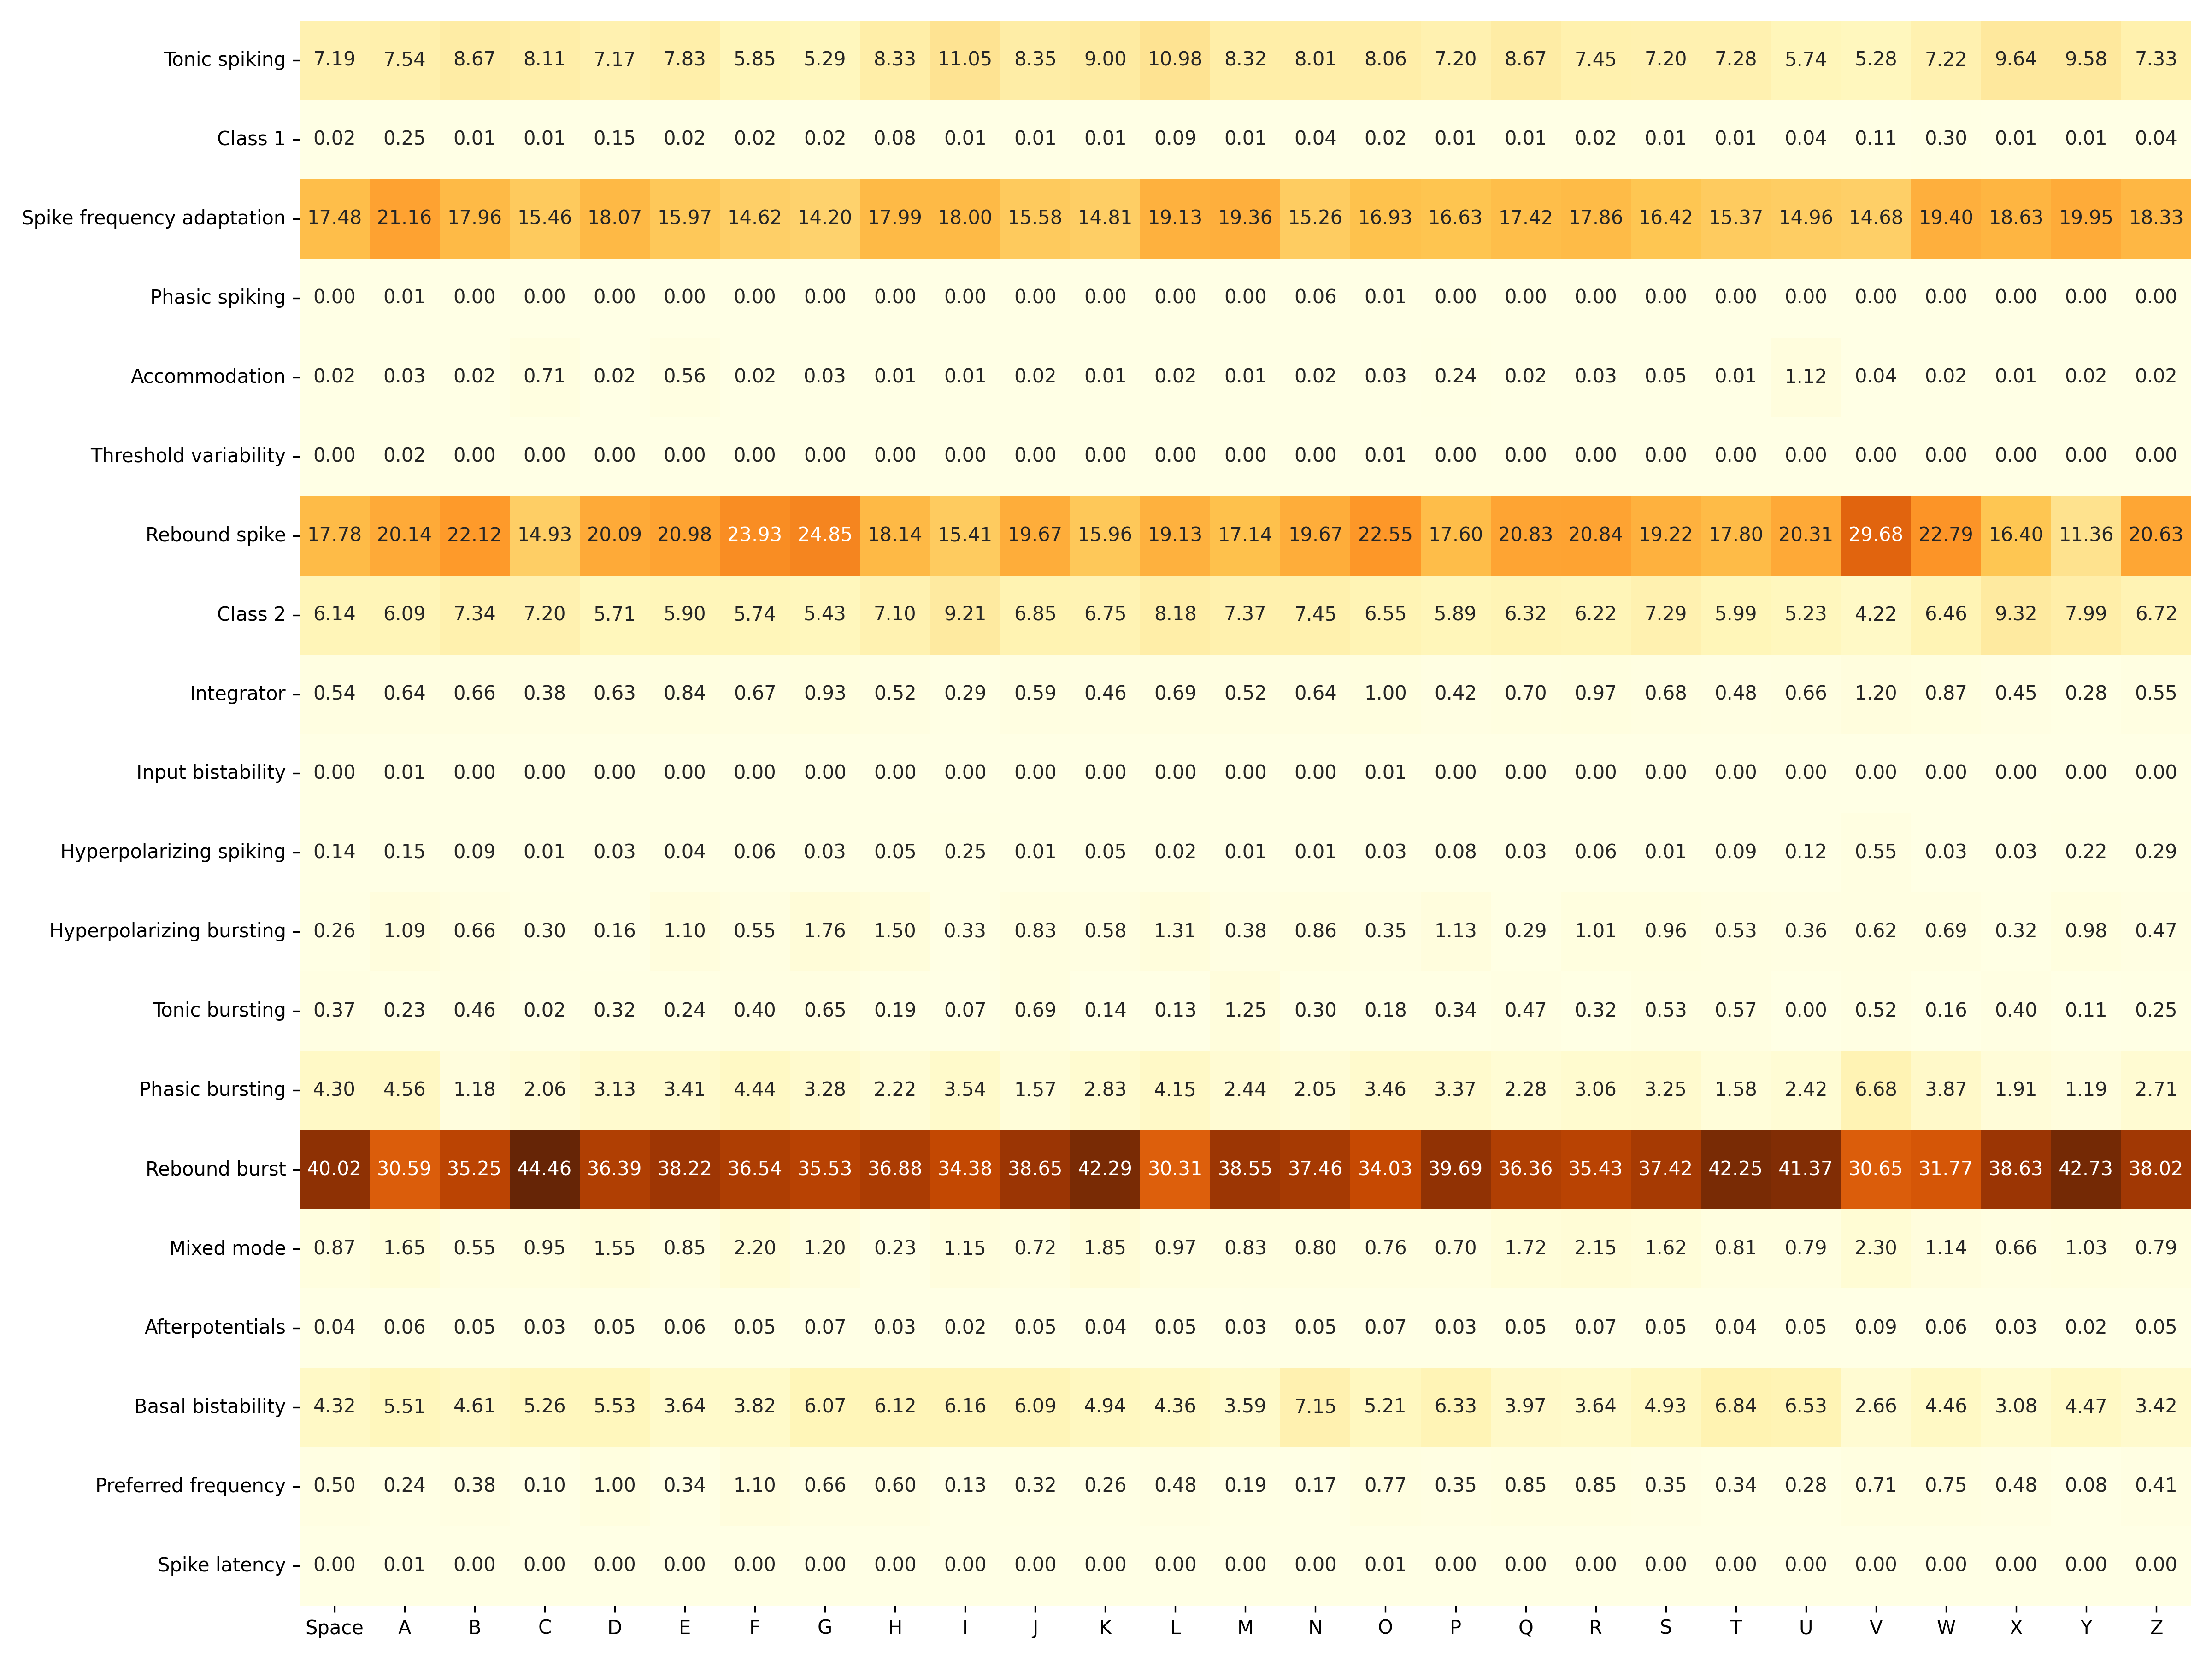 Tonic spiking 7.19 7.54 8.67 8.11 7.17 7.83 5.85 5.29 8.33 11.05 8.35 9.00 10.98 8.32 8.01 8.06 7.20 8.67 7.45 7.20 7.28 5.74 5.28 7.22 9.64 9.58 7.33
Class 1 0.02 0.25 0.01 0.01 0.15 0.02 0.02 0.02 0.08 0.01 0.01 0.01 0.09 0.01 0.04 0.02 0.01 0.01 0.02 0.01 0.01 0.04 0.11 0.30 0.01 0.01 0.04
Spike frequency adaptation 17.48 21.16 17.96 15.46 18.07 15.97 14.62 14.20 17.99 18.00 15.58 14.81 19.13 19.36 15.26 16.93 16.63 17.42 17.86 16.42 15.37 14.96 14.68 19.40 18.63 19.95 18.33
Phasic spiking 0.00 0.01 0.00 0.00 0.00 0.00 0.00 0.00 0.00 0.00 0.00 0.00 0.00 0.00 0.06 0.01 0.00 0.00 0.00 0.00 0.00 0.00 0.00 0.00 0.00 0.00 0.00
Accommodation 0.02 0.03 0.02 0.71 0.02 0.56 0.02 0.03 0.01 0.01 0.02 0.01 0.02 0.01 0.02 0.03 0.24 0.02 0.03 0.05 0.01 1.12 0.04 0.02 0.01 0.02 0.02
Threshold variability 0.00 0.02 0.00 0.00 0.00 0.00 0.00 0.00 0.00 0.00 0.00 0.00 0.00 0.00 0.00 0.01 0.00 0.00 0.00 0.00 0.00 0.00 0.00 0.00 0.00 0.00 0.00
Rebound spike 17.78 20.14 22.12 14.93 20.09 20.98 23.93 24.85 18.14 15.41 19.67 15.96 19.13 17.14 19.67 22.55 17.60 20.83 20.84 19.22 17.80 20.31 29.68 22.79 16.40 11.36 20.63
Class 2 6.14 6.09 7.34 7.20 5.71 5.90 5.74 5.43 7.10 9.21 6.85 6.75 8.18 7.37 7.45 6.55 5.89 6.32 6.22 7.29 5.99 5.23 4.22 6.46 9.32 7.99 6.72
Integrator 0.54 0.64 0.66 0.38 0.63 0.84 0.67 0.93 0.52 0.29 0.59 0.46 0.69 0.52 0.64 1.00 0.42 0.70 0.97 0.68 0.48 0.66 1.20 0.87 0.45 0.28 0.55
Input bistability 0.00 0.01 0.00 0.00 0.00 0.00 0.00 0.00 0.00 0.00 0.00 0.00 0.00 0.00 0.00 0.01 0.00 0.00 0.00 0.00 0.00 0.00 0.00 0.00 0.00 0.00 0.00
Hyperpolarizing spiking 0.14 0.15 0.09 0.01 0.03 0.04 0.06 0.03 0.05 0.25 0.01 0.05 0.02 0.01 0.01 0.03 0.08 0.03 0.06 0.01 0.09 0.12 0.55 0.03 0.03 0.22 0.29
Hyperpolarizing bursting 0.26 1.09 0.66 0.30 0.16 1.10 0.55 1.76 1.50 0.33 0.83 0.58 1.31 0.38 0.86 0.35 1.13 0.29 1.01 0.96 0.53 0.36 0.62 0.69 0.32 0.98 0.47
Tonic bursting 0.37 0.23 0.46 0.02 0.32 0.24 0.40 0.65 0.19 0.07 0.69 0.14 0.13 1.25 0.30 0.18 0.34 0.47 0.32 0.53 0.57 0.00 0.52 0.16 0.40 0.11 0.25
Phasic bursting 4.30 4.56 1.18 2.06 3.13 3.41 4.44 3.28 2.22 3.54 1.57 2.83 4.15 2.44 2.05 3.46 3.37 2.28 3.06 3.25 1.58 2.42 6.68 3.87 1.91 1.19 2.71
Rebound burst 40.02 30.59 35.25 44.46 36.39 38.22 36.54 35.53 36.88 34.38 38.65 42.29 30.31 38.55 37.46 34.03 39.69 36.36 35.43 37.42 42.25 41.37 30.65 31.77 38.63 42.73 38.02
Mixed mode 0.87 1.65 0.55 0.95 1.55 0.85 2.20 1.20 0.23 1.15 0.72 1.85 0.97 0.83 0.80 0.76 0.70 1.72 2.15 1.62 0.81 0.79 2.30 1.14 0.66 1.03 0.79
Afterpotentials 0.04 0.06 0.05 0.03 0.05 0.06 0.05 0.07 0.03 0.02 0.05 0.04 0.05 0.03 0.05 0.07 0.03 0.05 0.07 0.05 0.04 0.05 0.09 0.06 0.03 0.02 0.05
Basal bistability 4.32 5.51 4.61 5.26 5.53 3.64 3.82 6.07 6.12 6.16 6.09 4.94 4.36 3.59 7.15 5.21 6.33 3.97 3.64 4.93 6.84 6.53 2.66 4.46 3.08 4.47 3.42
Preferred frequency 0.50 0.24 0.38 0.10 1.00 0.34 1.10 0.66 0.60 0.13 0.32 0.26 0.48 0.19 0.17 0.77 0.35 0.85 0.85 0.35 0.34 0.28 0.71 0.75 0.48 0.08 0.41
Spike latency 0.00 0.01 0.00 0.00 0.00 0.00 0.00 0.00 0.00 0.00 0.00 0.00 0.00 0.00 0.00 0.01 0.00 0.00 0.00 0.00 0.00 0.00 0.00 0.00 0.00 0.00 0.00
Space A B C D E F G H I J K L M N O P Q R S T U V W X Y Z